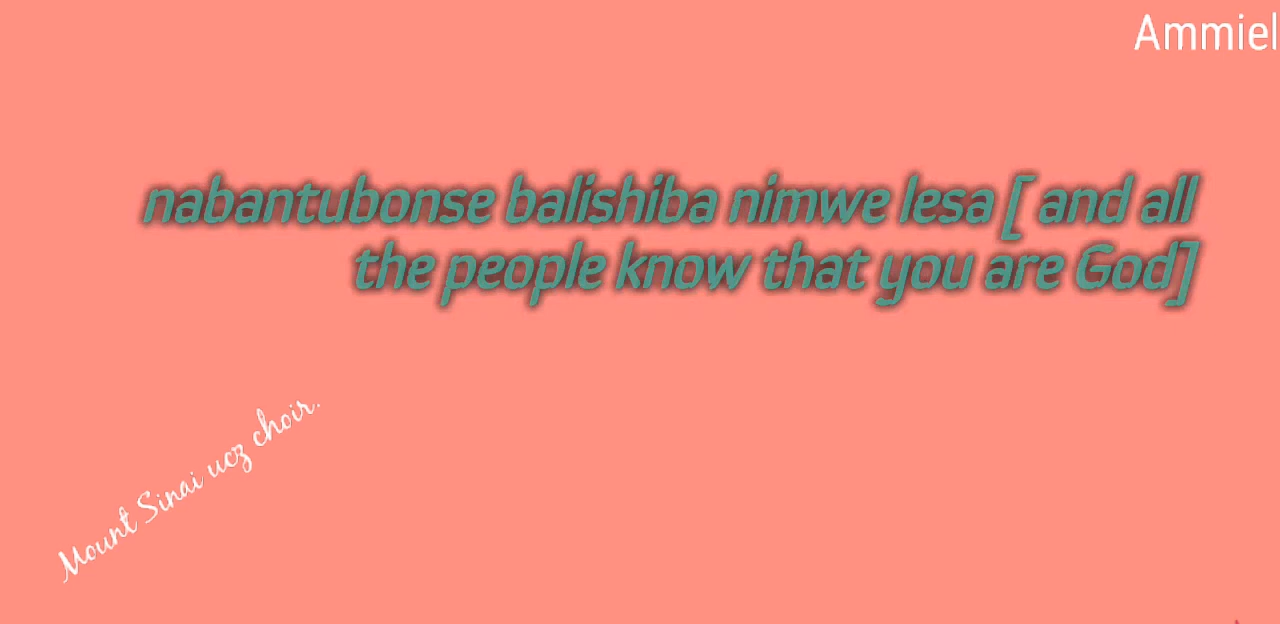 Ammiel
nabantubonse balishiba nimwe lesa [ and all
the people know that you are God]
Mount Sinai ucz choir.